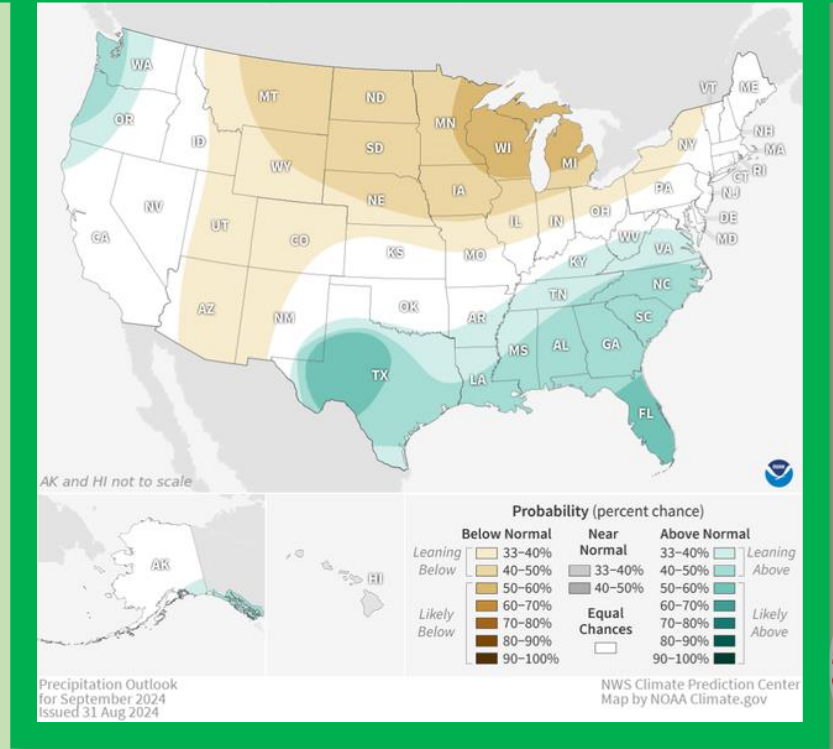 WA
MT
ND
MN
VT
ME
OR
ID
SD
WI
MI
NY
NH
MA
WY
IA
PA
CT
RI
NV
NE
IL
IN
OH
NJ
UT
CO
DE
CA
KS
MO
WV
VA
MD
KY
AZ
NM
OK
AR
TN
NC
SC
MS
AL
GA
TX
LA
FL
AK and HI not to scale
NOAA
AK
HI
Probability (percent chance)
Below Normal
Near Normal
Above Normal
Leaning Below
33–40%
40–50%
Likely Below
50–60%
60–70%
70–80%
80–90%
90–100%
33–40%
40–50%
Equal Chances
33–40%
40–50%
Leaning Above
50–60%
60–70%
70–80%
80–90%
90–100%
Likely Above
Precipitation Outlook
for September 2024
Issued 31 Aug 2024
NWS Climate Prediction Center
Map by NOAA Climate.gov